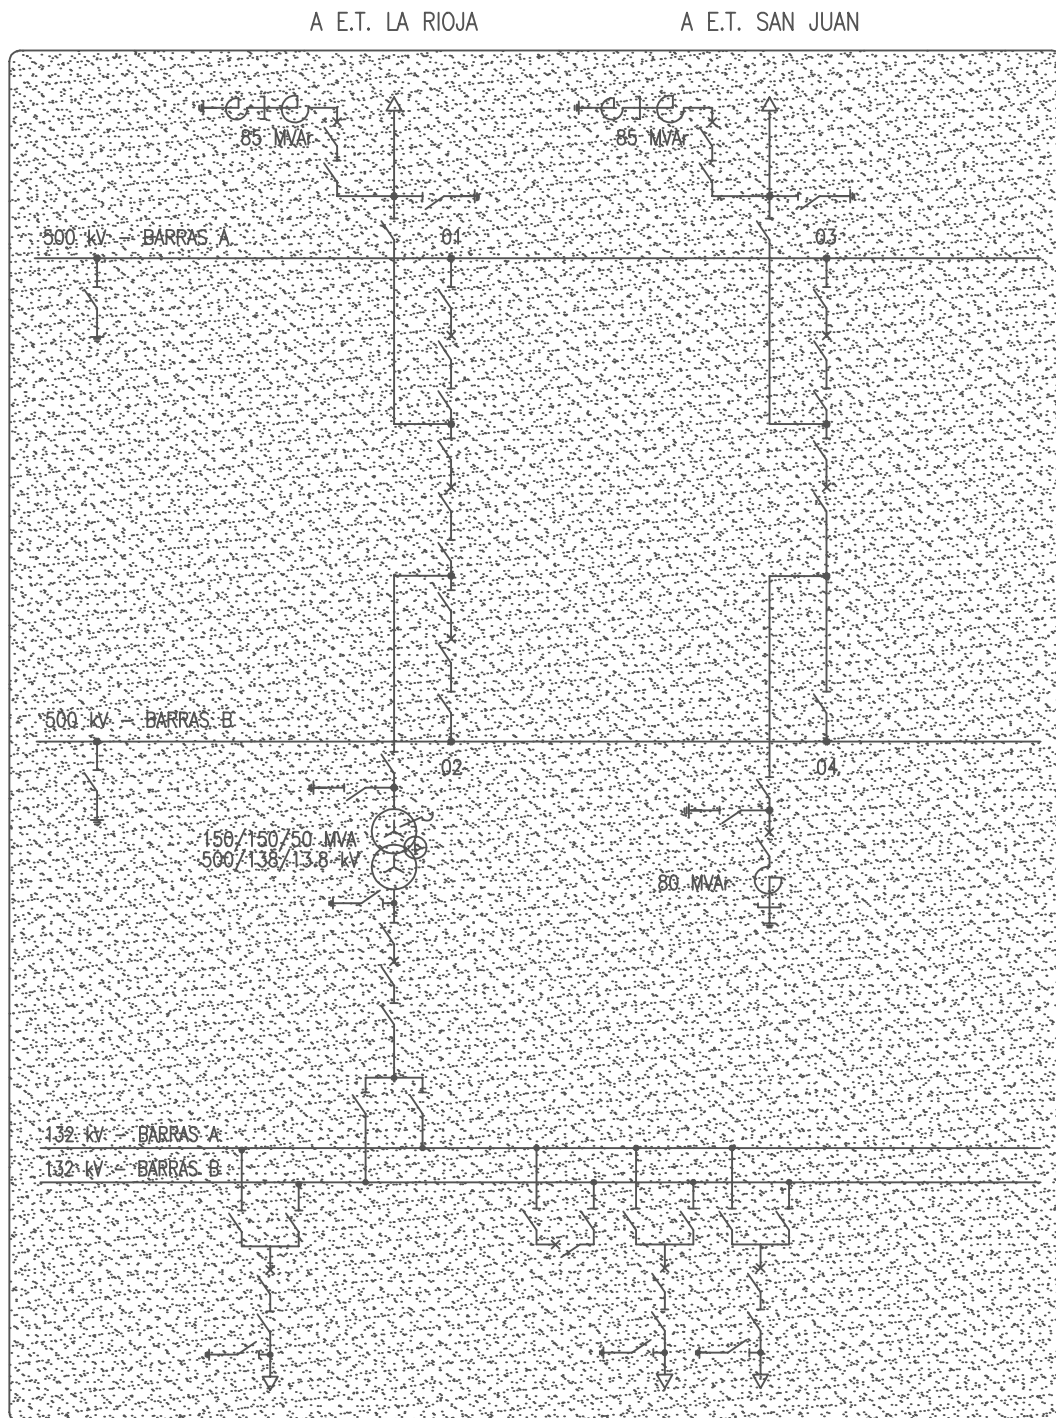 A E.T. LA RIOJA
A E.T. SAN JUAN
85 MVAr
85 MVAr
500 kV - BARRAS A
01
03
500 kV - BARRAS B
02
04
150/150/50 MVA
500/138/13.8 kV
80 MVAr
132 kV - BARRAS A
132 kV - BARRAS B